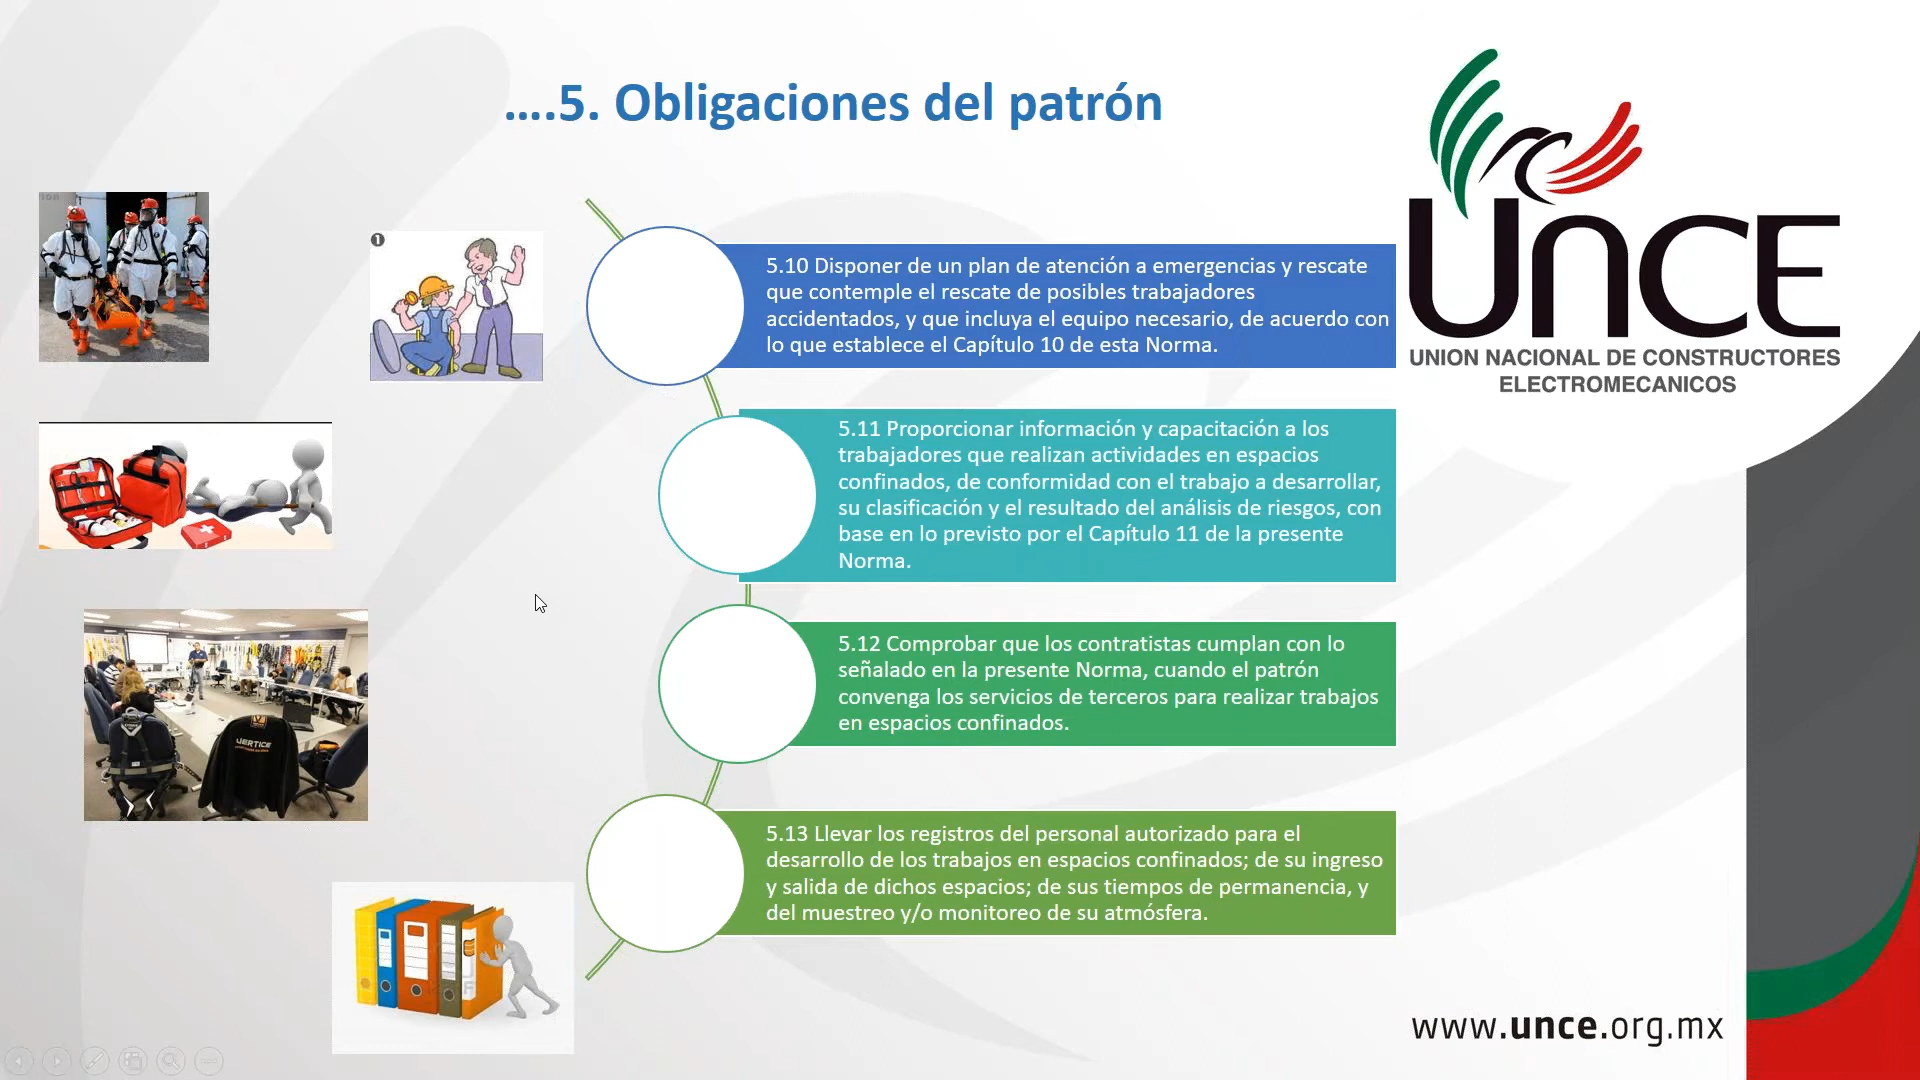 ....5. Obligaciones del patrón
1
5.10 Disponer de un plan de atención a emergencias y rescate
que contemple el rescate de posibles trabajadores
accidentados, y que incluya el equipo necesario, de acuerdo con
lo que establece el Capítulo 10 de esta Norma.
5.11 Proporcionar información y capacitación a los
trabajadores que realizan actividades en espacios
confinados, de conformidad con el trabajo a desarrollar,
su clasificación y el resultado del análisis de riesgos, con
base en lo previsto por el Capítulo 11 de la presente
Norma.
5.12 Comprobar que los contratistas cumplan con lo
señalado en la presente Norma, cuando el patrón
convenga los servicios de terceros para realizar trabajos
en espacios confinados.
5.13 Llevar los registros del personal autorizado para el
desarrollo de los trabajos en espacios confinados; de su ingreso
y salida de dichos espacios; de sus tiempos de permanencia, y
del muestreo y/o monitoreo de su atmósfera.
UNCE
UNION NACIONAL DE CONSTRUCTORES
ELECTROMECANICOS
VERTICE
www.unce.org.mx